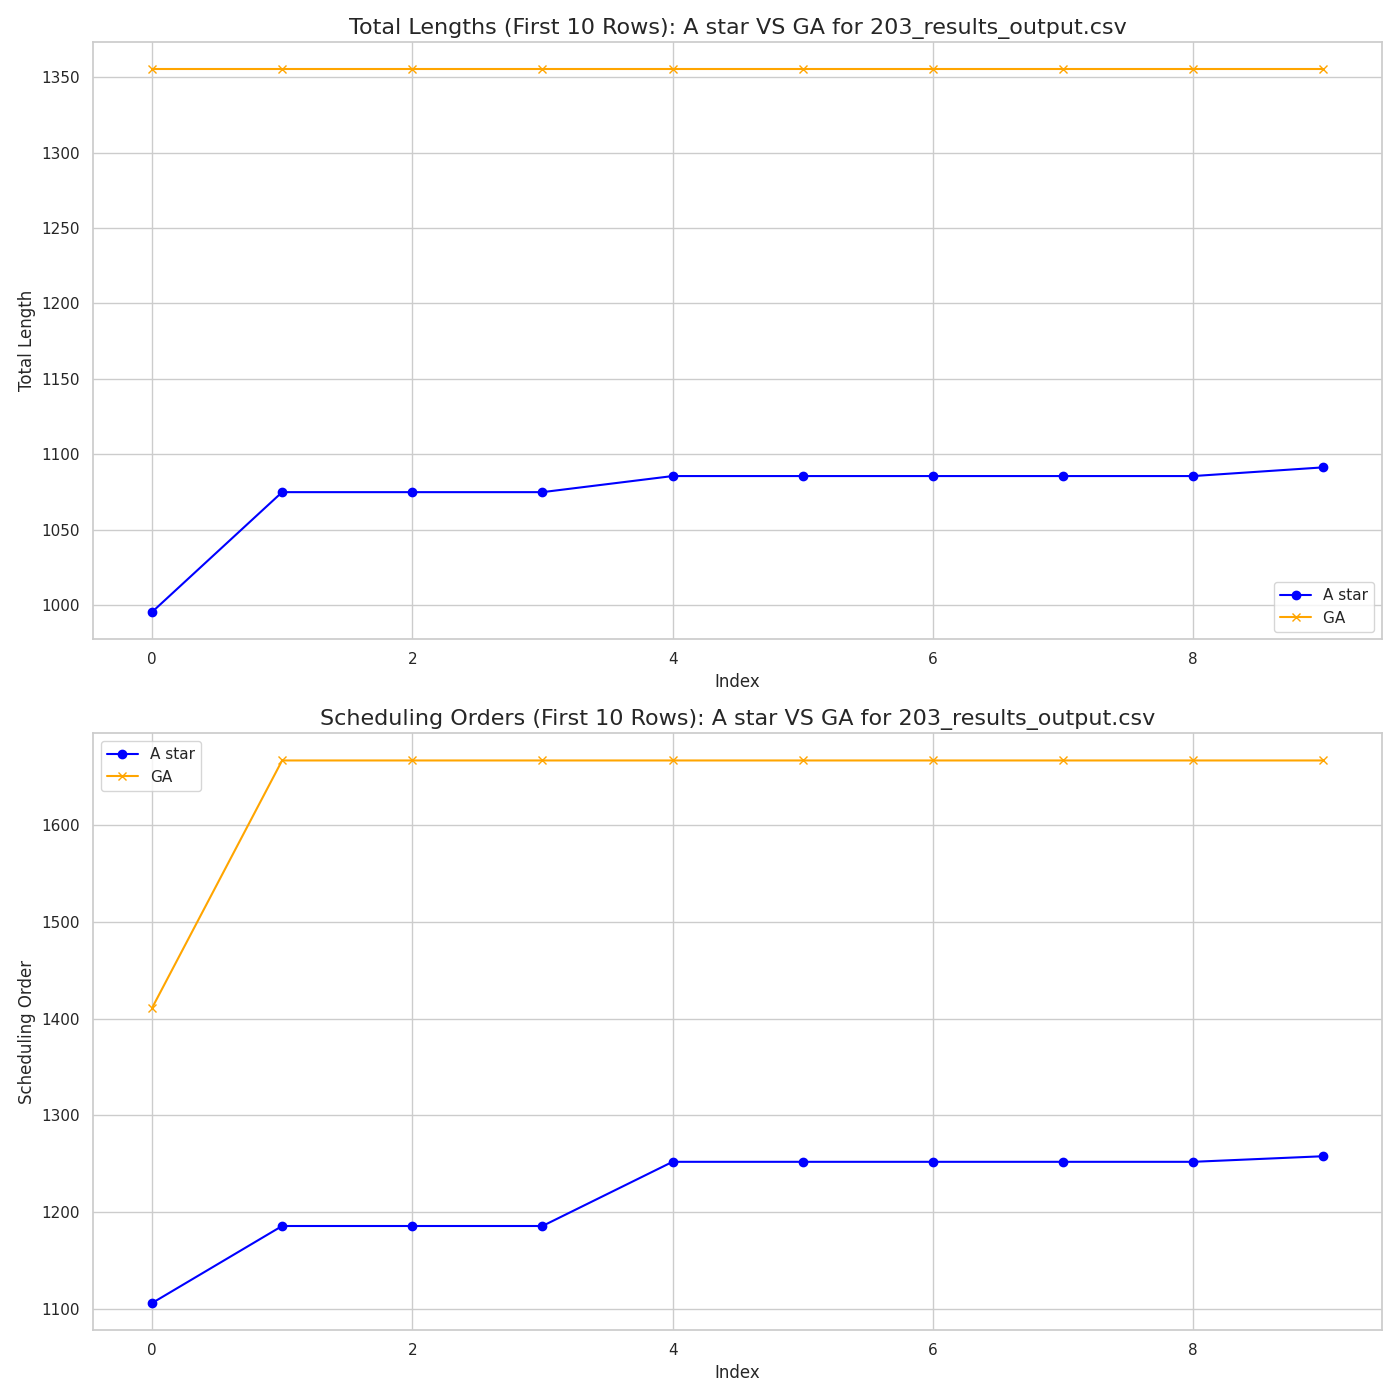 Total Lengths (First 10 Rows): A star VS GA for 203_results_output.csv
Total Length
1350
1300
1250
1200
1150
1100
1050
1000
A star
GA
0 2 4 6 8
Index
Scheduling Orders (First 10 Rows): A star VS GA for 203_results_output.csv
A star
GA
Scheduling Order
1600
1500
1400
1300
1200
1100
0 2 4 6 8
Index